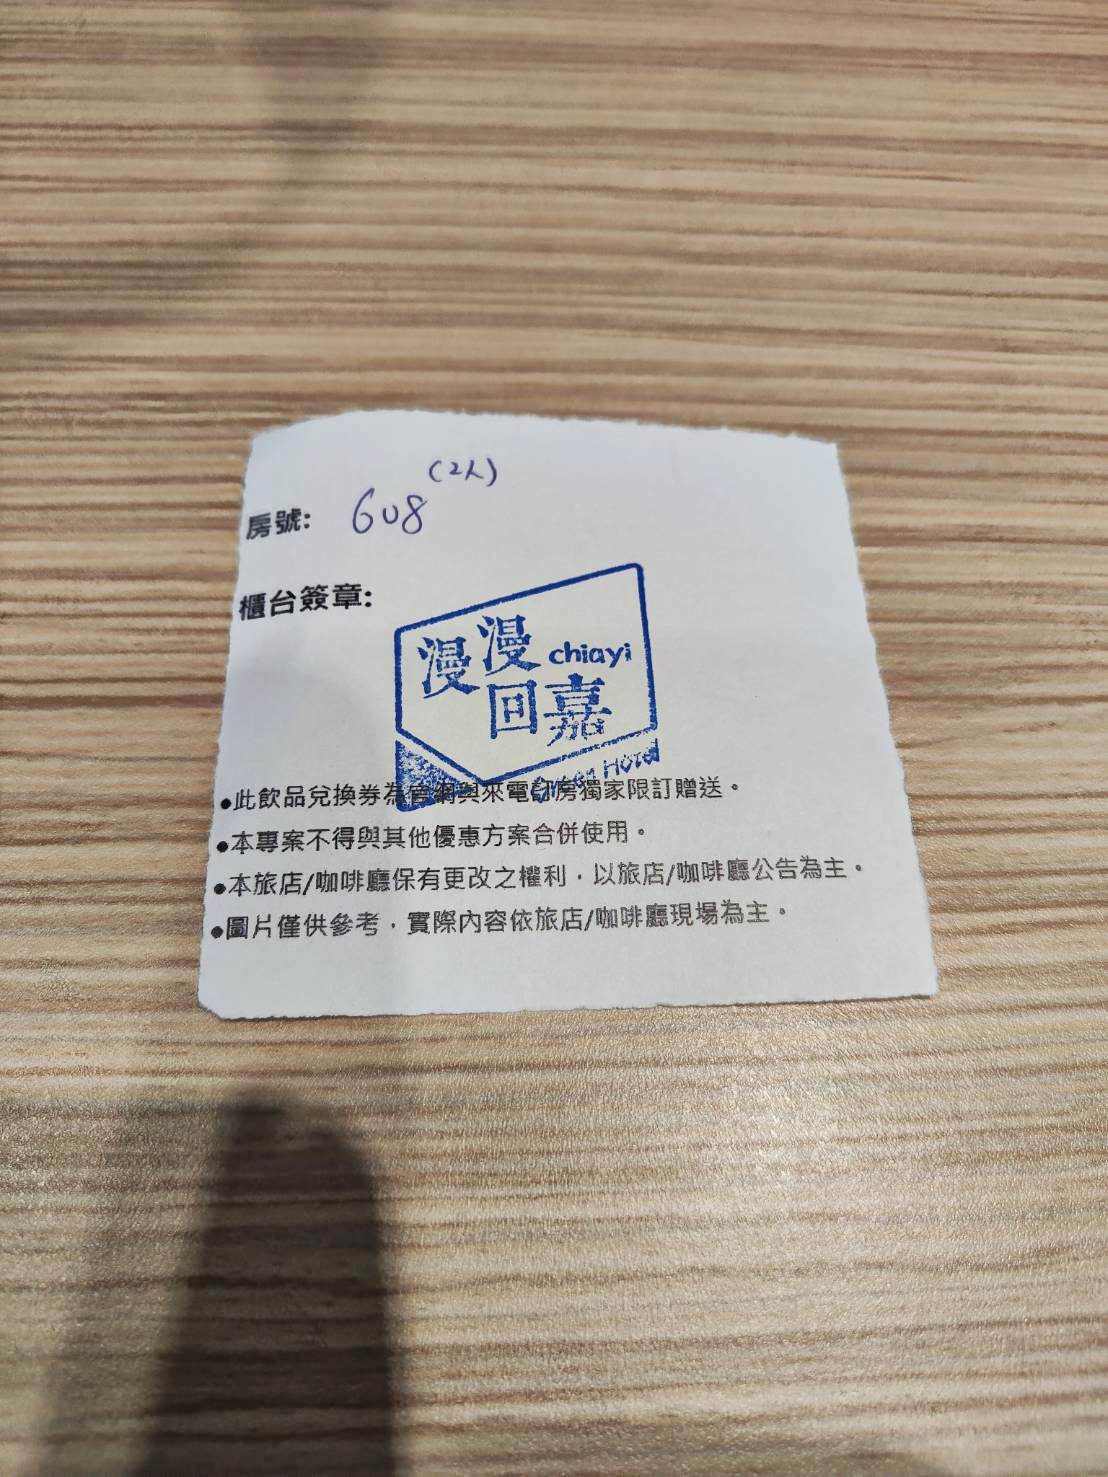 (2人)
房號: 608
櫃台簽章:
漫漫 chiayi
回嘉
Green Hotel
●此飲品兌換券為官網與來電訂房獨家限訂贈送。
●本專案不得與其他優惠方案合併使用。
●本旅店/咖啡廳保有更改之權利，以旅店/咖啡廳公告為主。
●圖片僅供參考，實際內容依旅店/咖啡廳現場為主。